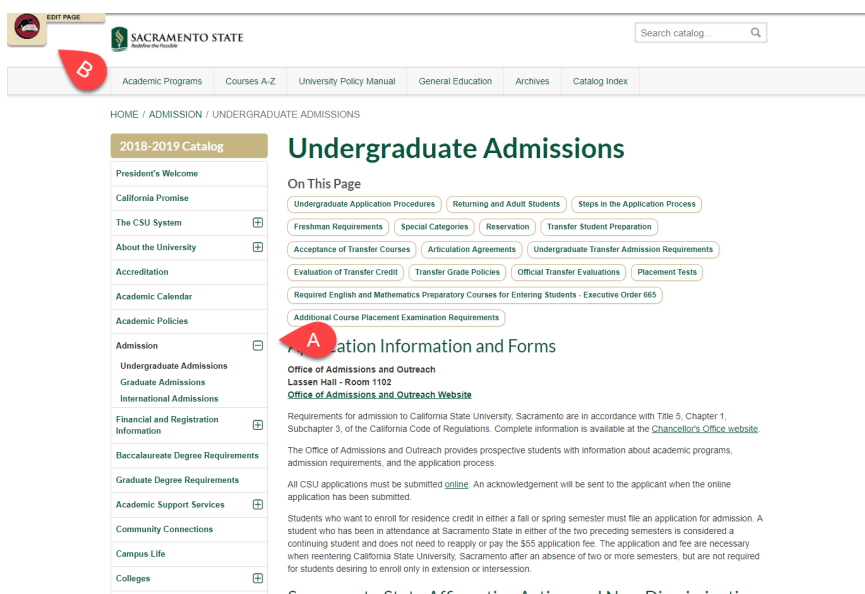 EDIT PAGE
B
SACRAMENTO STATE
Redefine the Possible
Search catalog...
Academic Programs Courses A-Z University Policy Manual General Education Archives Catalog Index
HOME / ADMISSION / UNDERGRADUATE ADMISSIONS
2018-2019 Catalog
President's Welcome
California Promise
The CSU System
About the University
Accreditation
Academic Calendar
Academic Policies
Admission
Undergraduate Admissions
Graduate Admissions
International Admissions
Financial and Registration
Information
Baccalaureate Degree Requirements
Graduate Degree Requirements
Academic Support Services
Community Connections
Campus Life
Colleges
Undergraduate Admissions
On This Page
Undergraduate Application Procedures Returning and Adult Students Steps in the Application Process
Freshman Requirements Special Categories Reservation Transfer Student Preparation
Acceptance of Transfer Courses Articulation Agreements Undergraduate Transfer Admission Requirements
Evaluation of Transfer Credit Transfer Grade Policies Official Transfer Evaluations Placement Tests
Required English and Mathematics Preparatory Courses for Entering Students - Executive Order 665
Additional Course Placement Examination Requirements
A
Information and Forms
Office of Admissions and Outreach
Lassen Hall - Room 1102
Office of Admissions and Outreach Website
Requirements for admission to California State University, Sacramento are in accordance with Title 5, Chapter 1,
Subchapter 3, of the California Code of Regulations. Complete information is available at the Chancellor's Office website.
The Office of Admissions and Outreach provides prospective students with information about academic programs,
admission requirements, and the application process.
All CSU applications must be submitted online. An acknowledgement will be sent to the applicant when the online
application has been submitted.
Students who want to enroll for residence credit in either a fall or spring semester must file an application for admission. A
student who has been in attendance at Sacramento State in either of the two preceding semesters is considered a
continuing student and does not need to reapply or pay the $55 application fee. The application and fee are necessary
when reentering California State University, Sacramento after an absence of two or more semesters, but are not required
for students desiring to enroll only in extension or intersession.